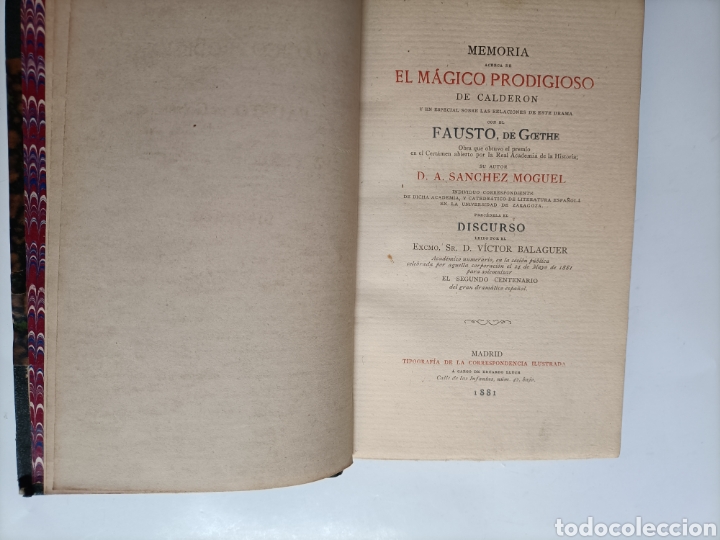 MEMORIA
ACERCA DE
EL MÁGICO PRODIGIOSO
DE CALDERON
Y EN ESPECIAL SOBRE LAS RELACIONES DE ESTE DRAMA
CON EL
FAUSTO, DE GŒTHE
Obra que obtuvo el premio
en el Certámen abierto por la Real Academia de la Historia;
SU AUTOR
D. A. SANCHEZ MOGUEL
INDIVIDUO CORRESPONDIENTE
DE DICHA ACADEMIA, Y CATEDRÁTICO DE LITERATURA ESPAÑOLA
EN LA UNIVERSIDAD DE ZARAGOZA.
PRECÉDELA EL
DISCURSO
LEIDO POR EL
EXCMO. SR. D. VÍCTOR BALAGUER
Académico numerario, en la sesion pública
celebrada por aquella corporacion el 24 de Mayo de 1881
para solemnizar
EL SEGUNDO CENTENARIO
del gran dramático español.
MADRID
TIPOGRAFÍA DE LA CORRESPONDENCIA ILUSTRADA
A CARGO DE
Calle de las Infantas, núm. 42, bajo.
1881
todocoleccion